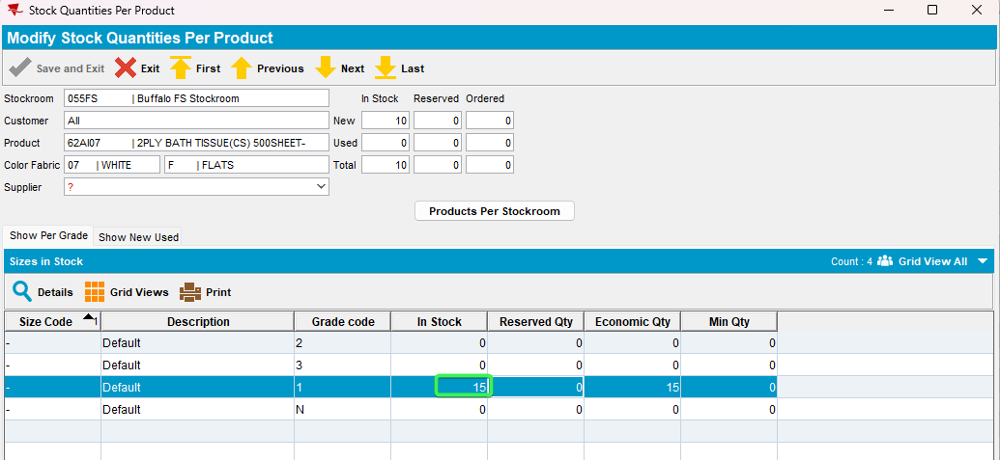 Stock Quantities Per Product
Modify Stock Quantities Per Product
Save and Exit Exit First Previous Next Last
In Stock Reserved Ordered
Stockroom 055FS | Buffalo FS Stockroom
Customer All New 10 0 0
Product 62AI07 | 2PLY BATH TISSUE(CS) 500SHEET- Used 0 0 0
Color Fabric 07 | WHITE F | FLATS Total 10 0 0
Supplier ?
Products Per Stockroom
Show Per Grade Show New Used
Sizes in Stock Count : 4 Grid View All
Details Grid Views Print
Size Code 1 Description Grade code In Stock Reserved Qty Economic Qty Min Qty
- Default 2 0 0 0 0
- Default 3 0 0 0 0
- Default 1 15 0 15 0
- Default N 0 0 0 0